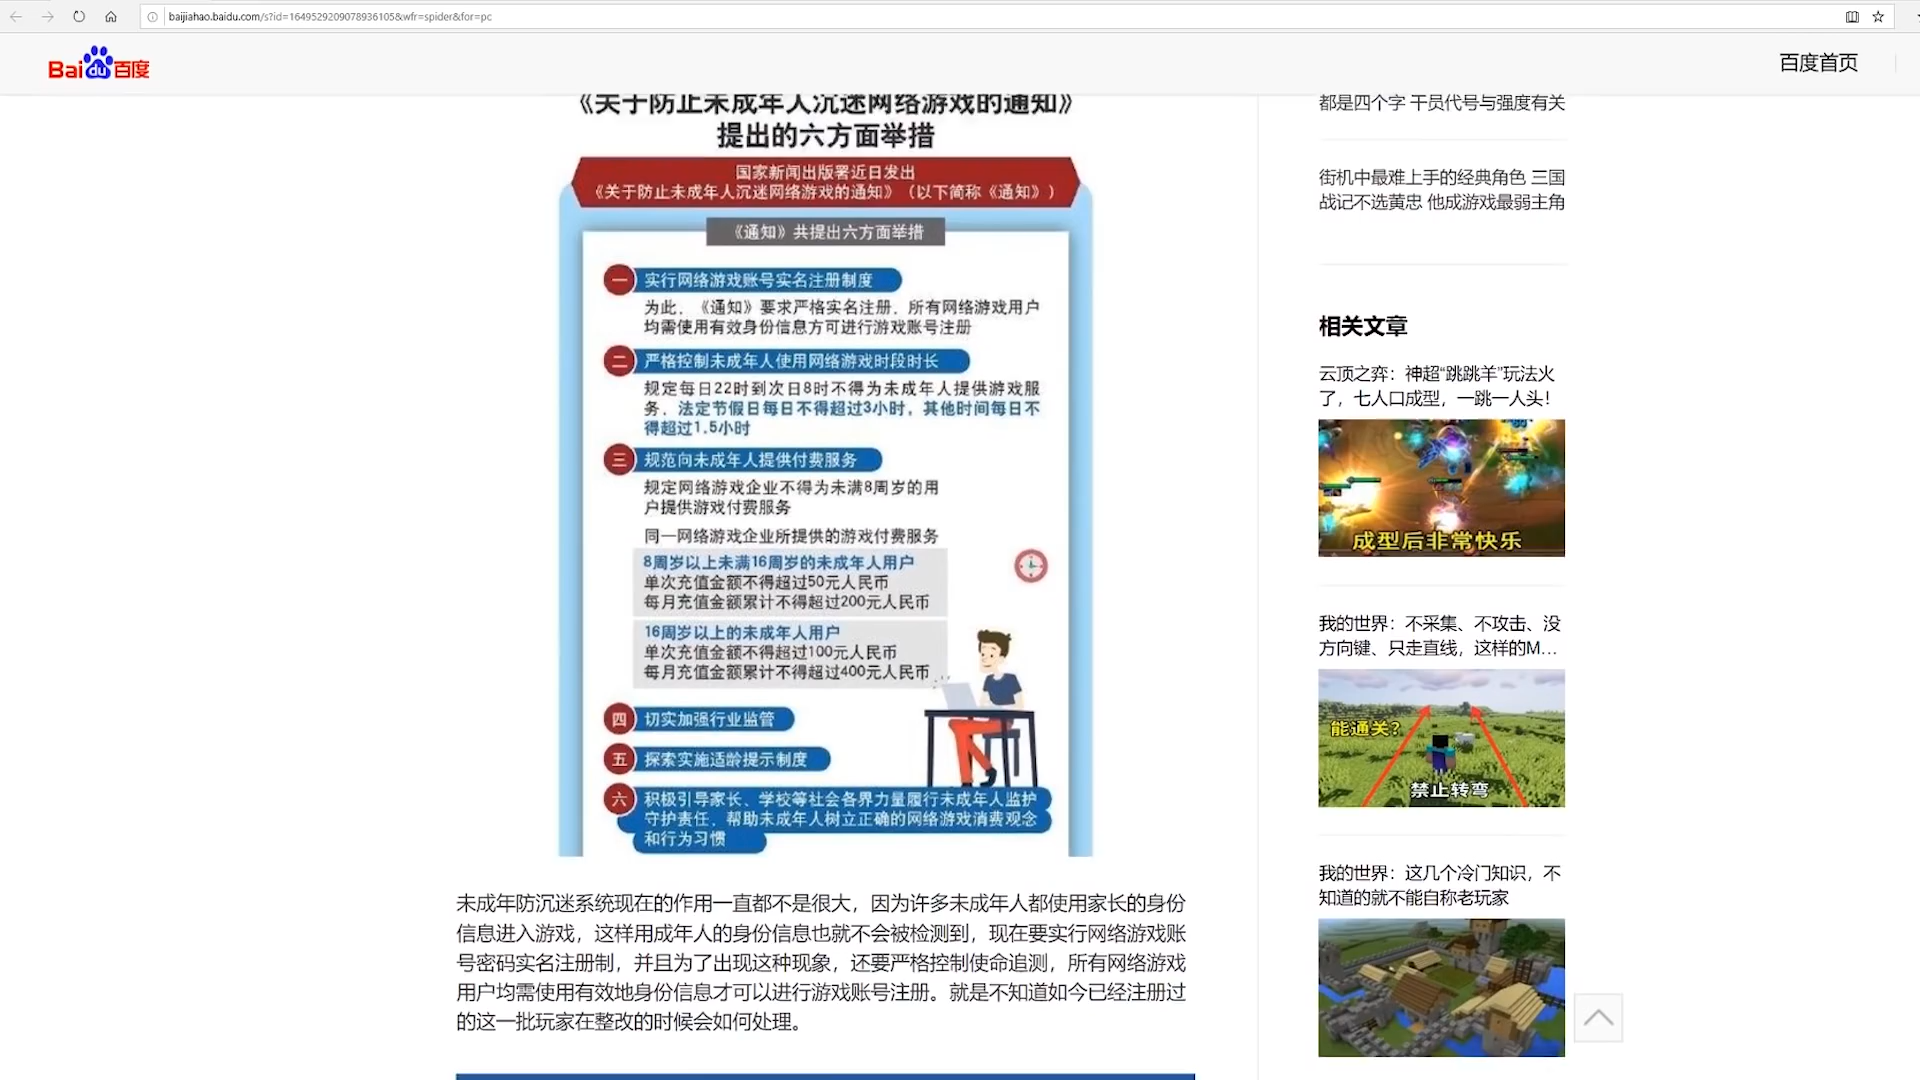 baijiahao.baidu.com/s?id=1649529209078936105&wfr=spider&for=pc
Bai du 百度
百度首页
《关于防止未成年人沉迷网络游戏的通知》
提出的六方面举措
国家新闻出版署近日发出
《关于防止未成年人沉迷网络游戏的通知》（以下简称《通知》）
《通知》共提出六方面举措
一 实行网络游戏账号实名注册制度
为此，《通知》要求严格实名注册，所有网络游戏用户
均需使用有效身份信息方可进行游戏账号注册
二 严格控制未成年人使用网络游戏时段时长
规定每日22时到次日8时不得为未成年人提供游戏服
务，法定节假日每日不得超过3小时，其他时间每日不
得超过1.5小时
三 规范向未成年人提供付费服务
规定网络游戏企业不得为未满8周岁的用
户提供游戏付费服务
同一网络游戏企业所提供的游戏付费服务
8周岁以上未满16周岁的未成年人用户
单次充值金额不得超过50元人民币
每月充值金额累计不得超过200元人民币
16周岁以上的未成年人用户
单次充值金额不得超过100元人民币
每月充值金额累计不得超过400元人民币
四 切实加强行业监管
五 探索实施适龄提示制度
六 积极引导家长、学校等社会各界力量履行未成年人监护
守护责任，帮助未成年人树立正确的网络游戏消费观念
和行为习惯
未成年防沉迷系统现在的作用一直都不是很大，因为许多未成年人都使用家长的身份
信息进入游戏，这样用成年人的身份信息也就不会被检测到，现在要实行网络游戏账
号密码实名注册制，并且为了出现这种现象，还要严格控制使命追测，所有网络游戏
用户均需使用有效地身份信息才可以进行游戏账号注册。就是不知道如今已经注册过
的这一批玩家在整改的时候会如何处理。
都是四个字 干员代号与强度有关
街机中最难上手的经典角色 三国
战记不选黄忠 他成游戏最弱主角
相关文章
云顶之弈：神超“跳跳羊”玩法火
了，七人口成型，一跳一人头！
成型后非常快乐
我的世界：不采集、不攻击、没
方向键、只走直线，这样的M...
能通关?
禁止转弯
我的世界：这几个冷门知识，不
知道的就不能自称老玩家